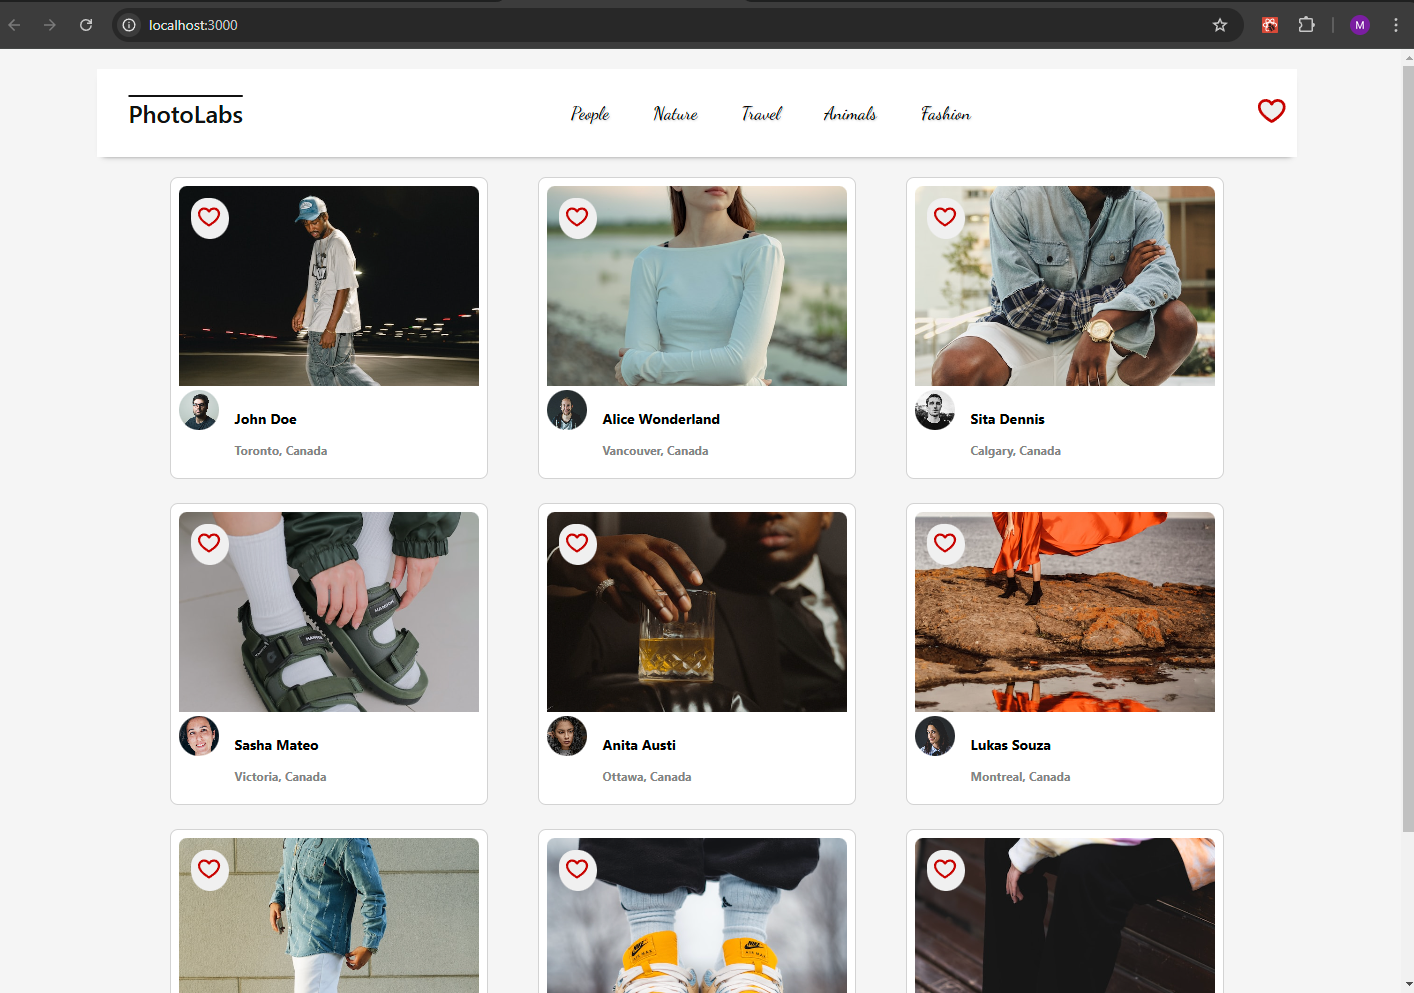 localhost:3000
M
PhotoLabs
People Nature Travel Animals Fashion
John Doe
Toronto, Canada
Alice Wonderland
Vancouver, Canada
Sita Dennis
Calgary, Canada
Sasha Mateo
Victoria, Canada
Anita Austi
Ottawa, Canada
Lukas Souza
Montreal, Canada